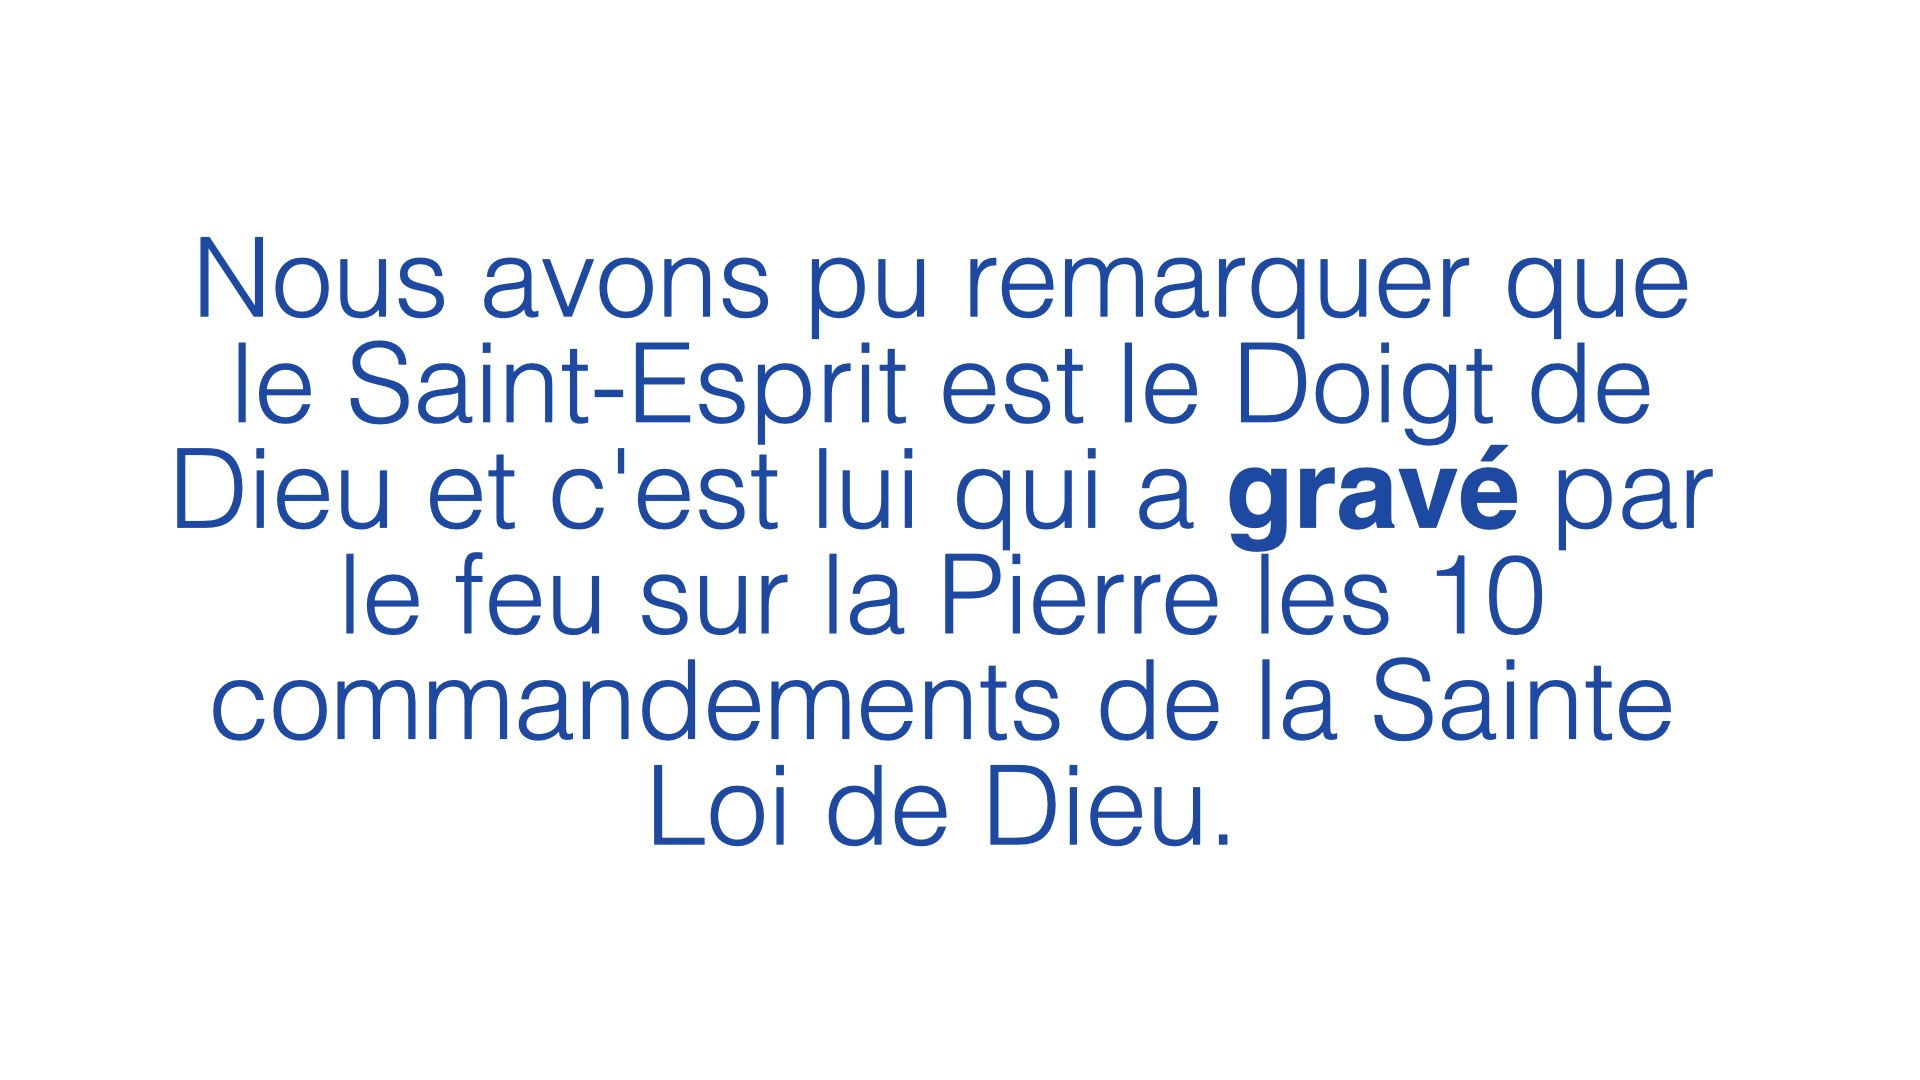 Nous avons pu remarquer que
le Saint-Esprit est le Doigt de
Dieu et c'est lui qui a gravé par
le feu sur la Pierre les 10
commandements de la Sainte
Loi de Dieu.